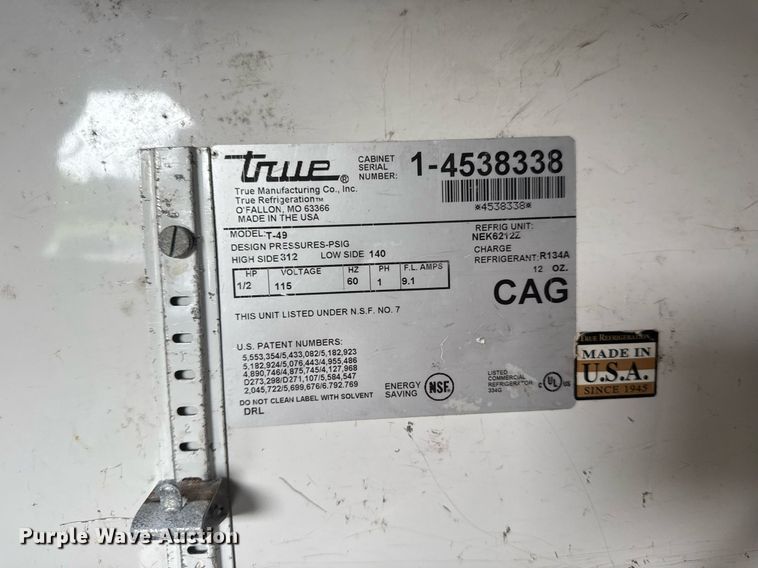 true®
CABINET SERIAL NUMBER: 1-4538338
*4538338*
True Manufacturing Co., Inc.
True Refrigeration™
O'FALLON, MO 63366
MADE IN THE USA
MODEL: T-49
REFRIG UNIT: NEK6212Z
DESIGN PRESSURES-PSIG
HIGH SIDE 312 LOW SIDE 140
CHARGE
REFRIGERANT: R134A
12 OZ.
HP VOLTAGE HZ PH F.L. AMPS
1/2 115 60 1 9.1
CAG
THIS UNIT LISTED UNDER N.S.F. NO. 7
U.S. PATENT NUMBERS:
5,553,354/5,433,082/5,182,923
5,182,924/5,076,443/4,955,486
4,890,746/4,875,745/4,127,968
D273,298/D271,107/5,584,547
2,045,722/5,699,676/6,792,769
DO NOT CLEAN LABEL WITH SOLVENT
DRL
ENERGY SAVING
NSF®
LISTED
COMMERCIAL
REFRIGERATOR
334G
C UL US
TRUE REFRIGERATION
MADE IN
U.S.A.
SINCE 1945
Purple Wave Auction